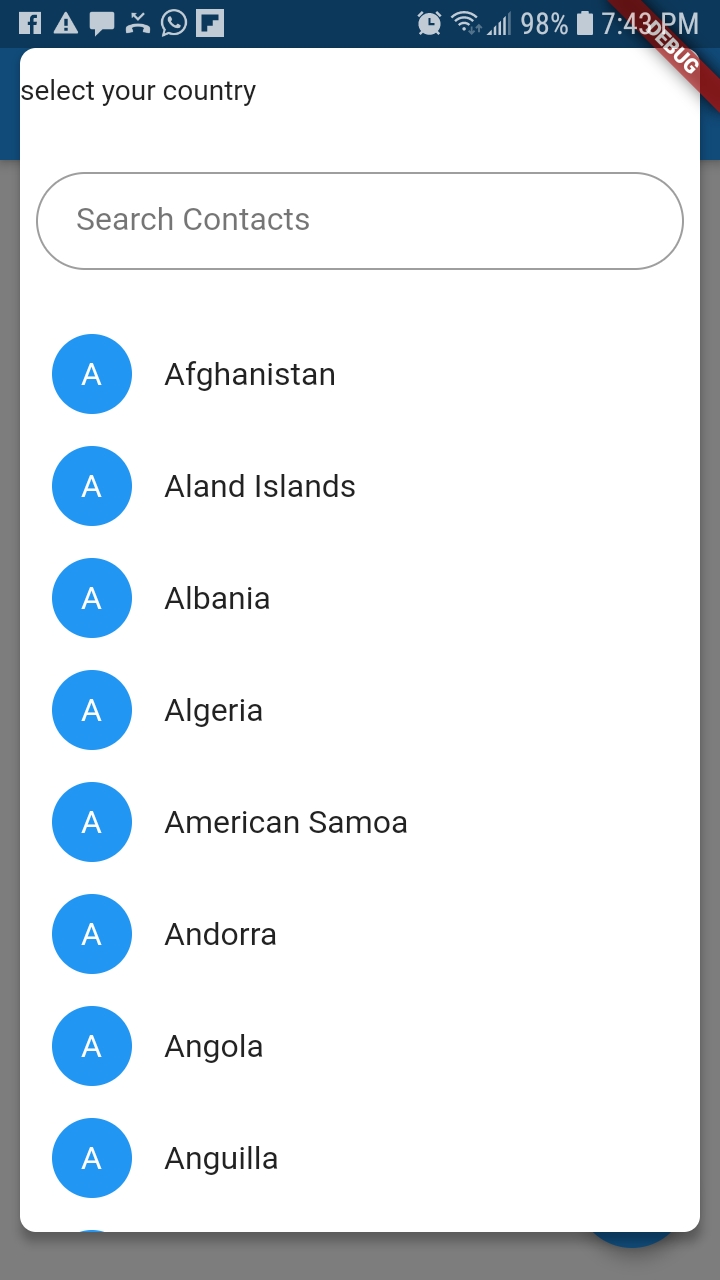 98% 7:43 PM
DEBUG
select your country
Search Contacts
A Afghanistan
A Aland Islands
A Albania
A Algeria
A American Samoa
A Andorra
A Angola
A Anguilla